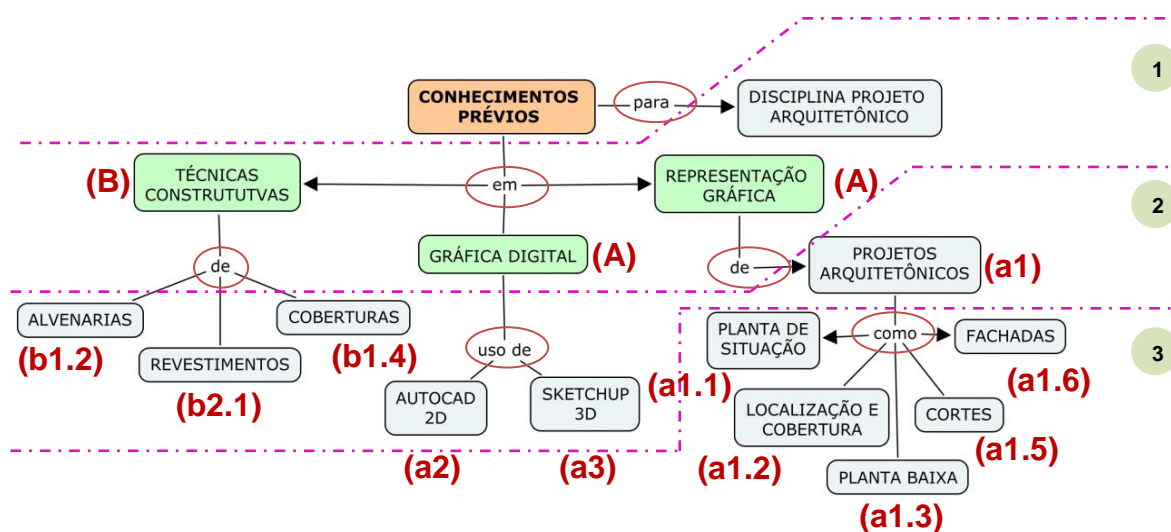 1
CONHECIMENTOS
PRÉVIOS
para
DISCIPLINA PROJETO
ARQUITETÔNICO
(B)
TÉCNICAS
CONSTRUTUTVAS
em
REPRESENTAÇÃO
GRÁFICA
(A)
2
GRÁFICA DIGITAL
(A)
de
de
PROJETOS
ARQUITETÔNICOS
(a1)
ALVENARIAS
(b1.2)
REVESTIMENTOS
(b2.1)
COBERTURAS
(b1.4)
uso de
AUTOCAD
2D
(a2)
SKETCHUP
3D
(a3)
PLANTA DE
SITUAÇÃO
(a1.1)
como
FACHADAS
(a1.6)
3
LOCALIZAÇÃO E
COBERTURA
(a1.2)
CORTES
(a1.5)
PLANTA BAIXA
(a1.3)